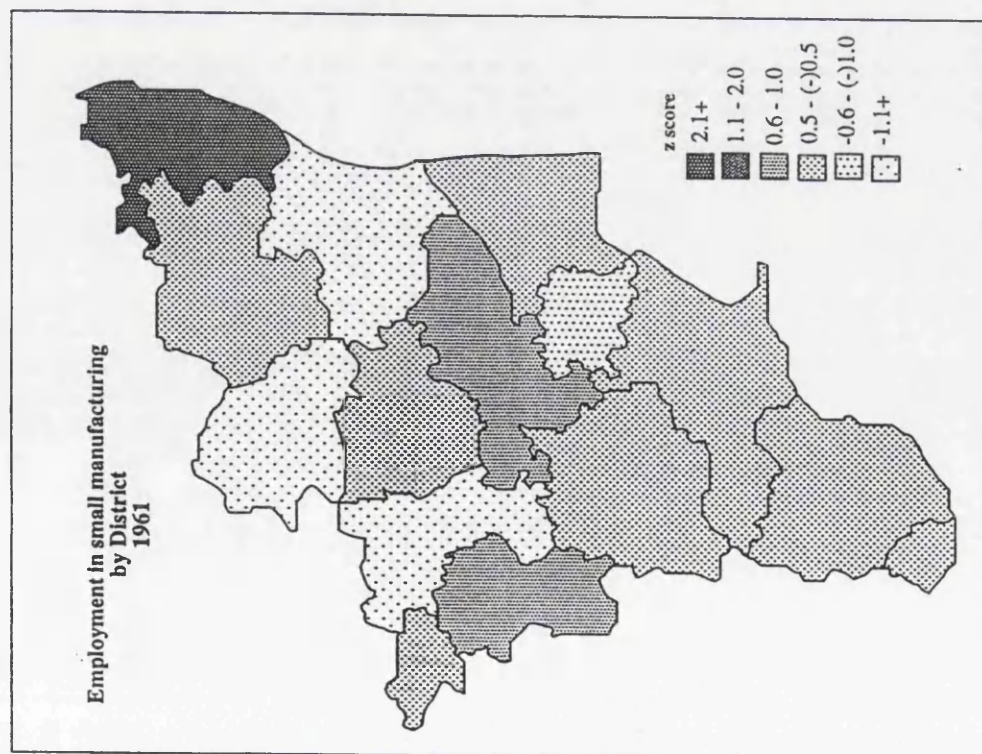 Employment in small manufacturing
by District
1961
z score
2.1+
1.1 - 2.0
0.6 - 1.0
0.5 - (-)0.5
-0.6 - (-)1.0
-1.1+